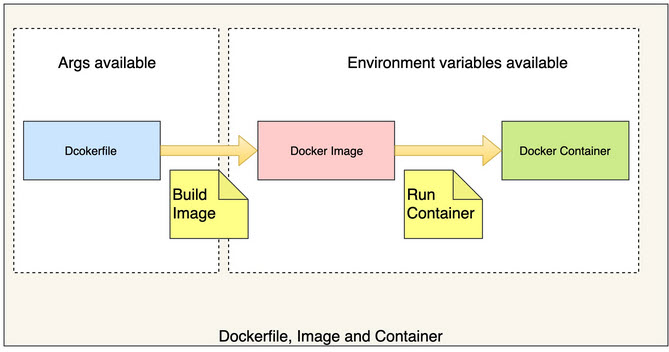 Args available
Environment variables available
Dcokerfile
Docker Image
Docker Container
Build
Image
Run
Container
Dockerfile, Image and Container